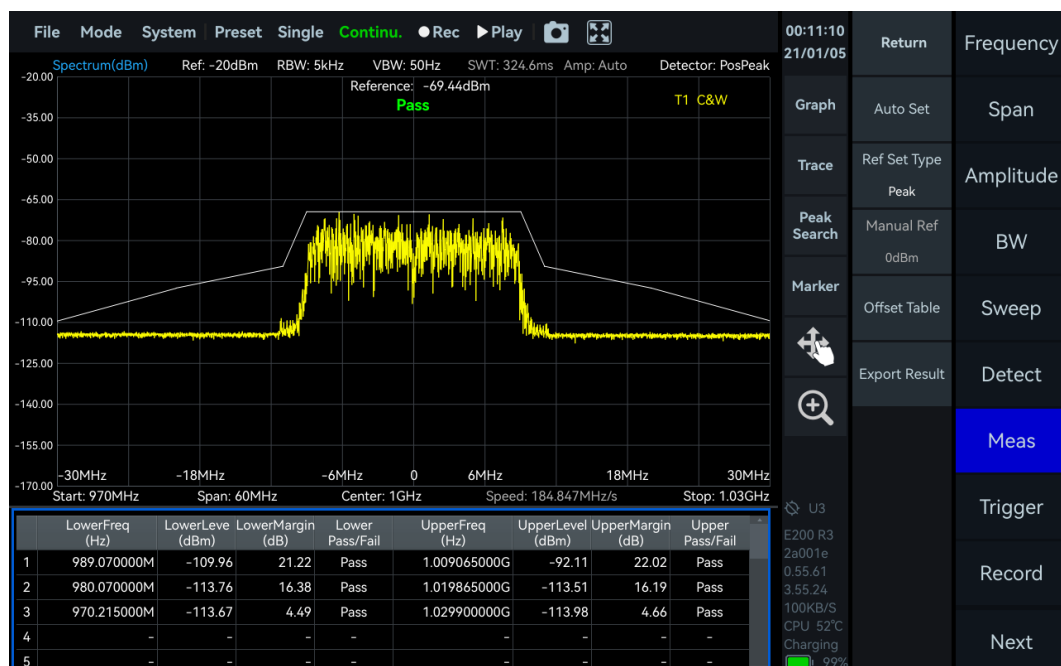 File Mode System Preset Single Continu. Rec Play
Spectrum(dBm) Ref: -20dBm RBW: 5kHz VBW: 50Hz SWT: 324.6ms Amp: Auto Detector: PosPeak
Reference: -69.44dBm
Pass
T1 C&W
-20.00
-35.00
-50.00
-65.00
-80.00
-95.00
-110.00
-125.00
-140.00
-155.00
-170.00
-30MHz -18MHz -6MHz 0 6MHz 18MHz 30MHz
Start: 970MHz Span: 60MHz Center: 1GHz Speed: 184.847MHz/s Stop: 1.03GHz
LowerFreq LowerLeve LowerMargin Lower UpperFreq UpperLevel UpperMargin Upper
(Hz) (dBm) (dB) Pass/Fail (Hz) (dBm) (dB) Pass/Fail
1 989.070000M -109.96 21.22 Pass 1.009065000G -92.11 22.02 Pass
2 980.070000M -113.76 16.38 Pass 1.019865000G -113.51 16.19 Pass
3 970.215000M -113.67 4.49 Pass 1.029900000G -113.98 4.66 Pass
4 - - - - - - - -
5 - - - - - - - -
00:11:10
21/01/05
Graph
Trace
Peak
Search
Marker
U3
E200 R3
2a001e
0.55.61
3.55.24
100KB/S
CPU 52℃
Charging
99%
Return
Auto Set
Ref Set Type
Peak
Manual Ref
0dBm
Offset Table
Export Result
Frequency
Span
Amplitude
BW
Sweep
Detect
Meas
Trigger
Record
Next